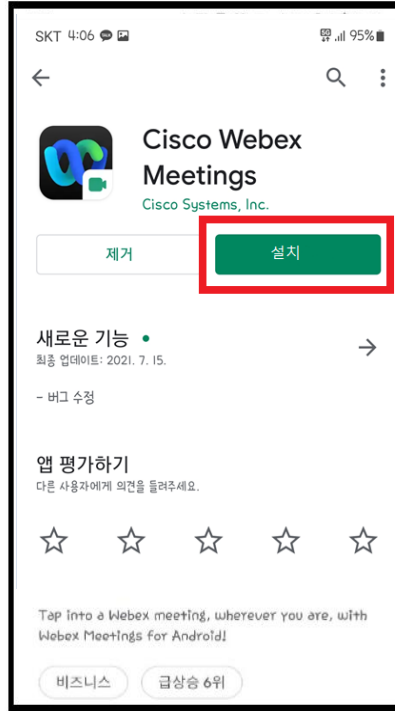 SKT 4:06
5G 95%
Cisco Webex
Meetings
Cisco Systems, Inc.
제거
설치
새로운 기능 •
최종 업데이트: 2021. 7. 15.
- 버그 수정
앱 평가하기
다른 사용자에게 의견을 들려주세요.
Tap into a Webex meeting, wherever you are, with
Webex Meetings for Android!
비즈니스
급상승 6위